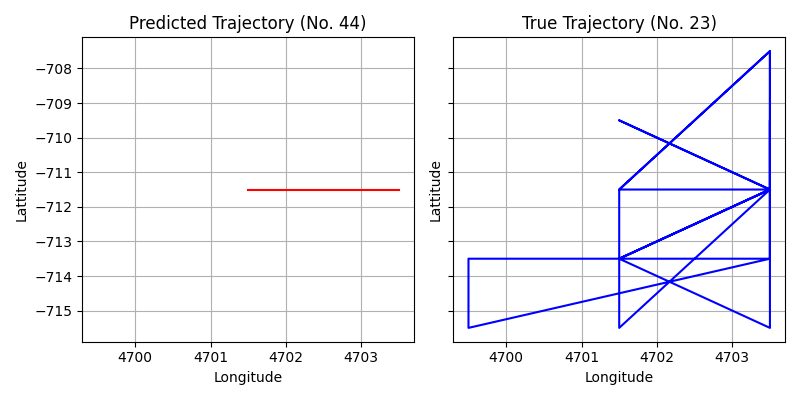 Predicted Trajectory (No. 44)
True Trajectory (No. 23)
Lattitude
−708
−709
−710
−711
−712
−713
−714
−715
4700
4701
4702
4703
Longitude
Lattitude
4700
4701
4702
4703
Longitude